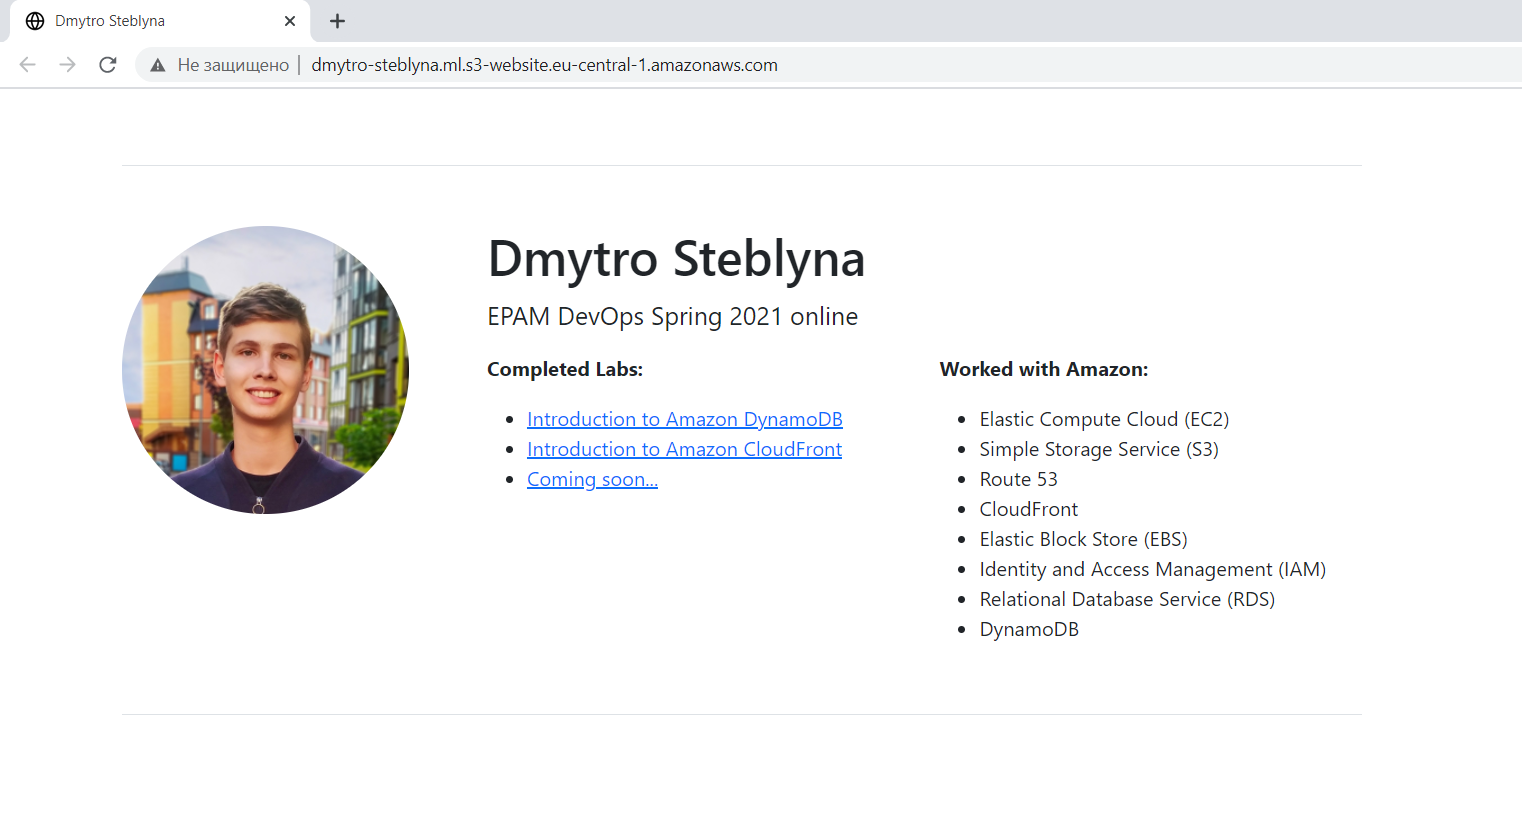 Dmytro Steblyna
Не защищено
dmytro-steblyna.ml.s3-website.eu-central-1.amazonaws.com
Dmytro Steblyna
EPAM DevOps Spring 2021 online
Completed Labs:
Introduction to Amazon DynamoDB
Introduction to Amazon CloudFront
Coming soon...
Worked with Amazon:
Elastic Compute Cloud (EC2)
Simple Storage Service (S3)
Route 53
CloudFront
Elastic Block Store (EBS)
Identity and Access Management (IAM)
Relational Database Service (RDS)
DynamoDB